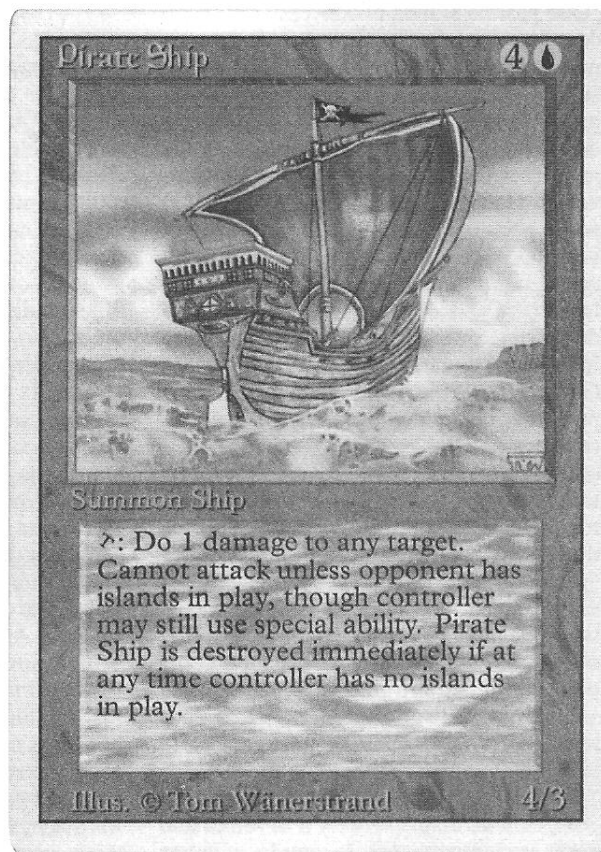 Pirate Ship 4
Summon Ship
: Do 1 damage to any target.
Cannot attack unless opponent has
islands in play, though controller
may still use special ability. Pirate
Ship is destroyed immediately if at
any time controller has no islands
in play.
Illus. © Tom Wänerstrand 4/3